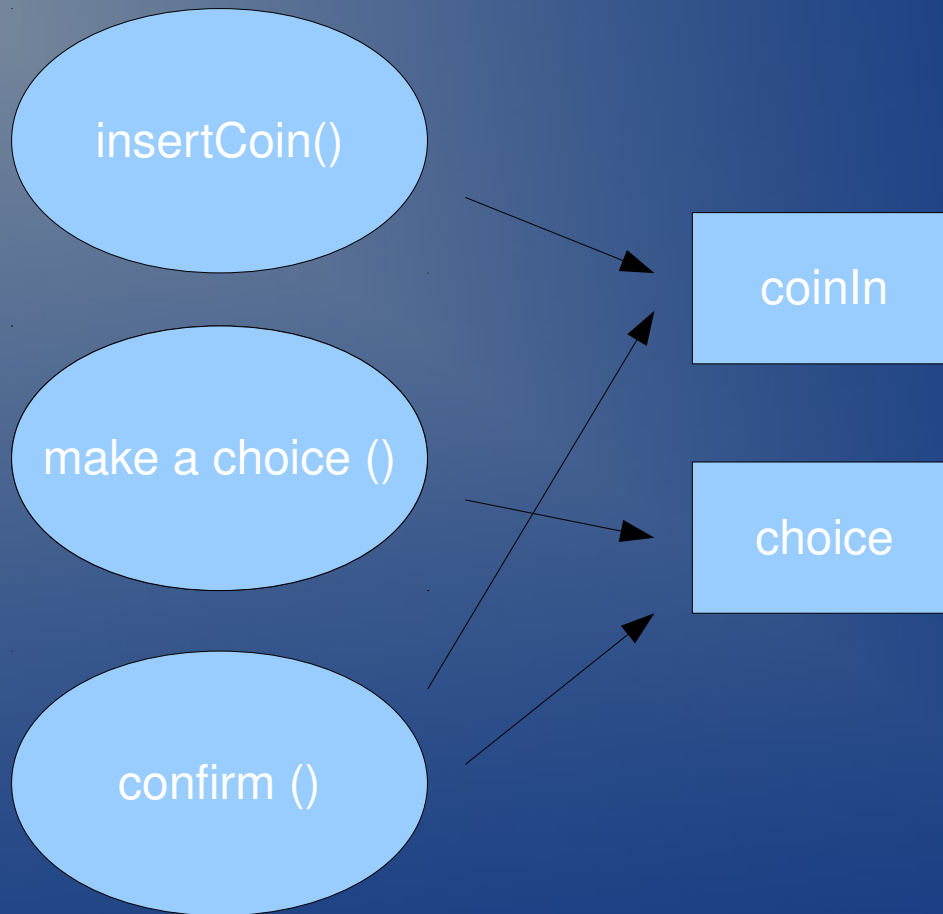 insertCoin()
coinIn
make a choice ()
choice
confirm ()